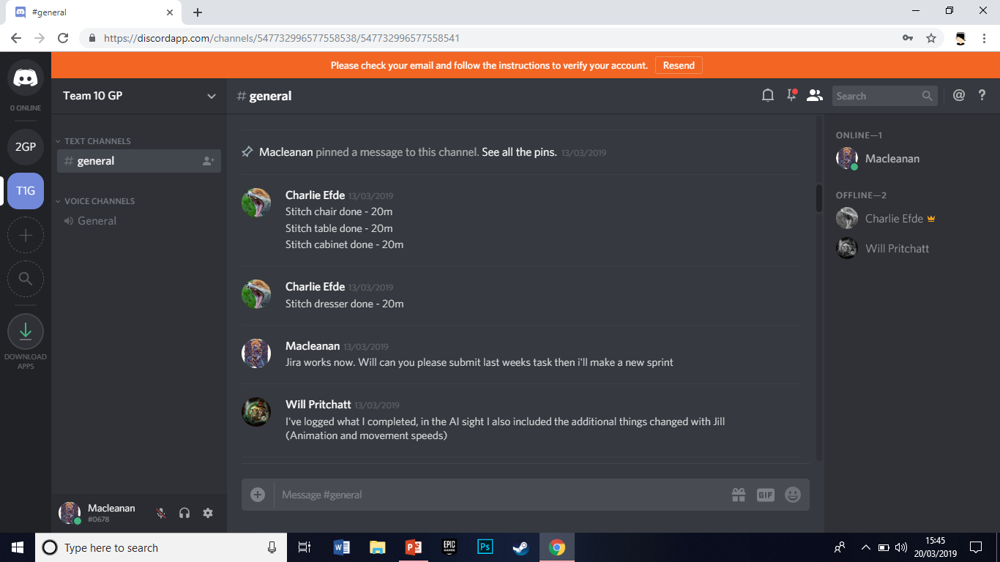 #general
https://discordapp.com/channels/547732996577558538/547732996577558541
Please check your email and follow the instructions to verify your account. Resend
0 ONLINE
2GP
T1G
DOWNLOAD
APPS
Team 10 GP
TEXT CHANNELS
# general
VOICE CHANNELS
General
Macleanan
#0678
# general
Search
@ ?
Macleanan pinned a message to this channel. See all the pins. 13/03/2019
Charlie Efde 13/03/2019
Stitch chair done - 20m
Stitch table done - 20m
Stitch cabinet done - 20m
Charlie Efde 13/03/2019
Stitch dresser done - 20m
Macleanan 13/03/2019
Jira works now. Will can you please submit last weeks task then i'll make a new sprint
Will Pritchatt 13/03/2019
I've logged what I completed, in the AI sight I also included the additional things changed with Jill
(Animation and movement speeds)
Message #general
GIF
ONLINE—1
Macleanan
OFFLINE—2
Charlie Efde
Will Pritchatt
Type here to search
EPIC
GAMES
Ps
15:45
20/03/2019